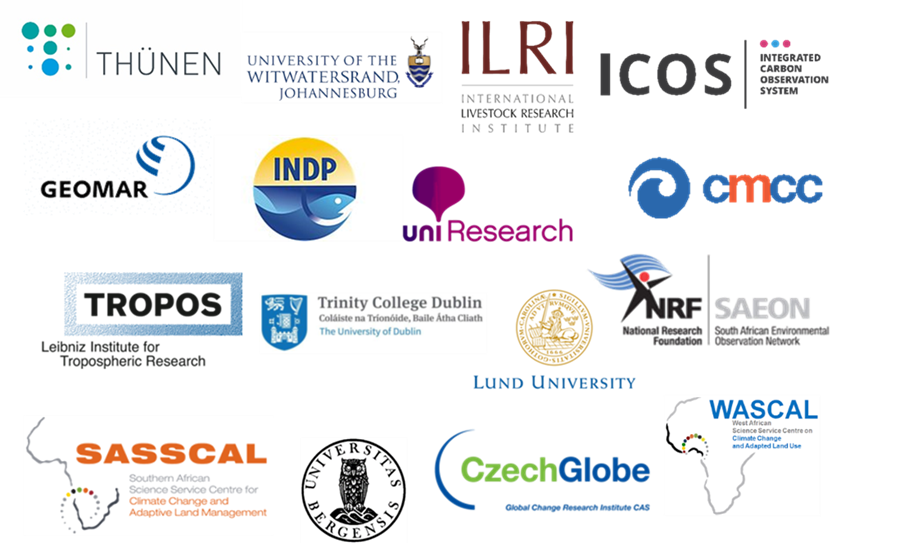 THÜNEN
UNIVERSITY OF THE
WITWATERSRAND,
JOHANNESBURG
ILRI
INTERNATIONAL
LIVESTOCK RESEARCH
INSTITUTE
ICOS
INTEGRATED
CARBON
OBSERVATION
SYSTEM
GEOMAR
INDP
uni Research
cmcc
TROPOS
Leibniz Institute for
Tropospheric Research
Trinity College Dublin
Coláiste na Tríonóide, Baile Átha Cliath
The University of Dublin
1666
LUND UNIVERSITY
NRF
National Research
Foundation
SAEON
South African Environmental
Observation Network
SASSCAL
Southern African
Science Service Centre for
Climate Change and
Adaptive Land Management
UNIVERSITAS
BERGENSIS
CzechGlobe
Global Change Research Institute CAS
WASCAL
West African
Science Service Centre on
Climate Change
and Adapted Land Use